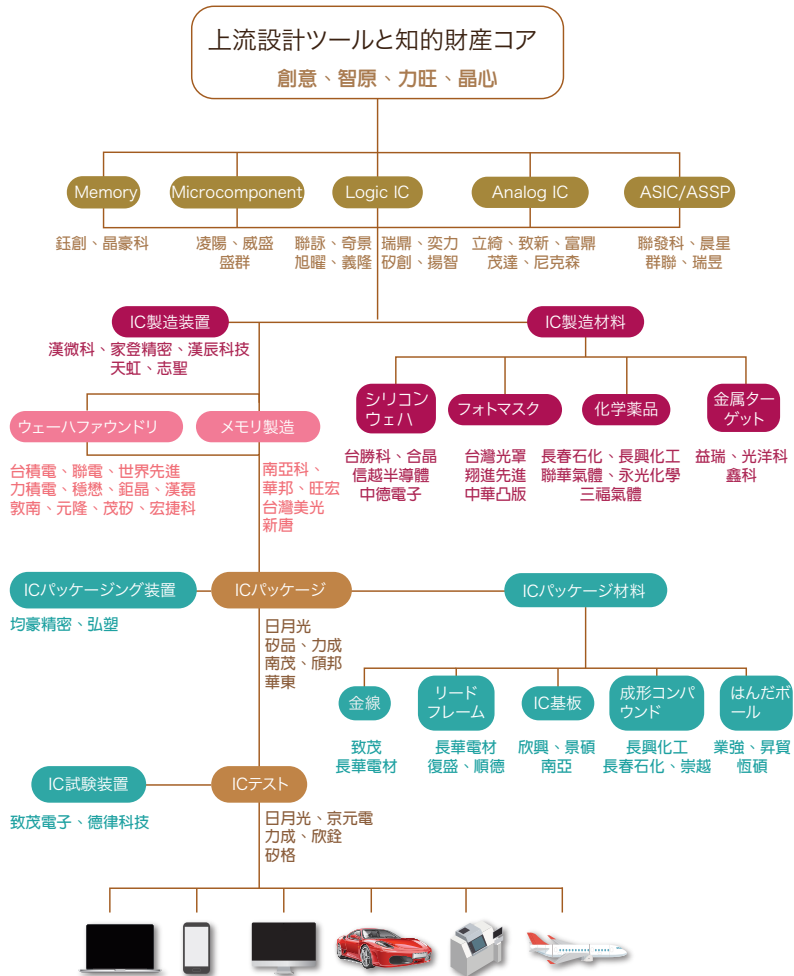 上流設計ツールと知的財産コア
創意、智原、力旺、晶心
Memory
Microcomponent
Logic IC
Analog IC
ASIC/ASSP
鈺創、晶豪科
凌陽、威盛
盛群
聯詠、奇景
旭曜、義隆
瑞鼎、奕力
矽創、揚智
立綺、致新、富鼎
茂達、尼克森
聯發科、晨星
群聯、瑞昱
IC製造装置
漢微科、家登精密、漢辰科技
天虹、志聖
IC製造材料
シリコン
ウェハ
フォトマスク
化学薬品
金属ター
ゲット
台勝科、合晶
信越半導體
中德電子
台灣光罩
翔進先進
中華凸版
長春石化、長興化工
聯華氣體、永光化學
三福氣體
益瑞、光洋科
鑫科
ウェーハファウンドリ
メモリ製造
台積電、聯電、世界先進
力積電、穩懋、鉅晶、漢磊
敦南、元隆、茂矽、宏捷科
南亞科、
華邦、旺宏
台灣美光
新唐
ICパッケージング装置
ICパッケージ
ICパッケージ材料
均豪精密、弘塑
日月光
矽品、力成
南茂、頎邦
華東
金線
リード
フレーム
IC基板
成形コンパ
ウンド
はんだボ
ール
致茂
長華電材
長華電材
復盛、順德
欣興、景碩
南亞
長興化工
長春石化、崇越
業強、昇貿
恆碩
IC試験装置
ICテスト
致茂電子、德律科技
日月光、京元電
力成、欣銓
矽格